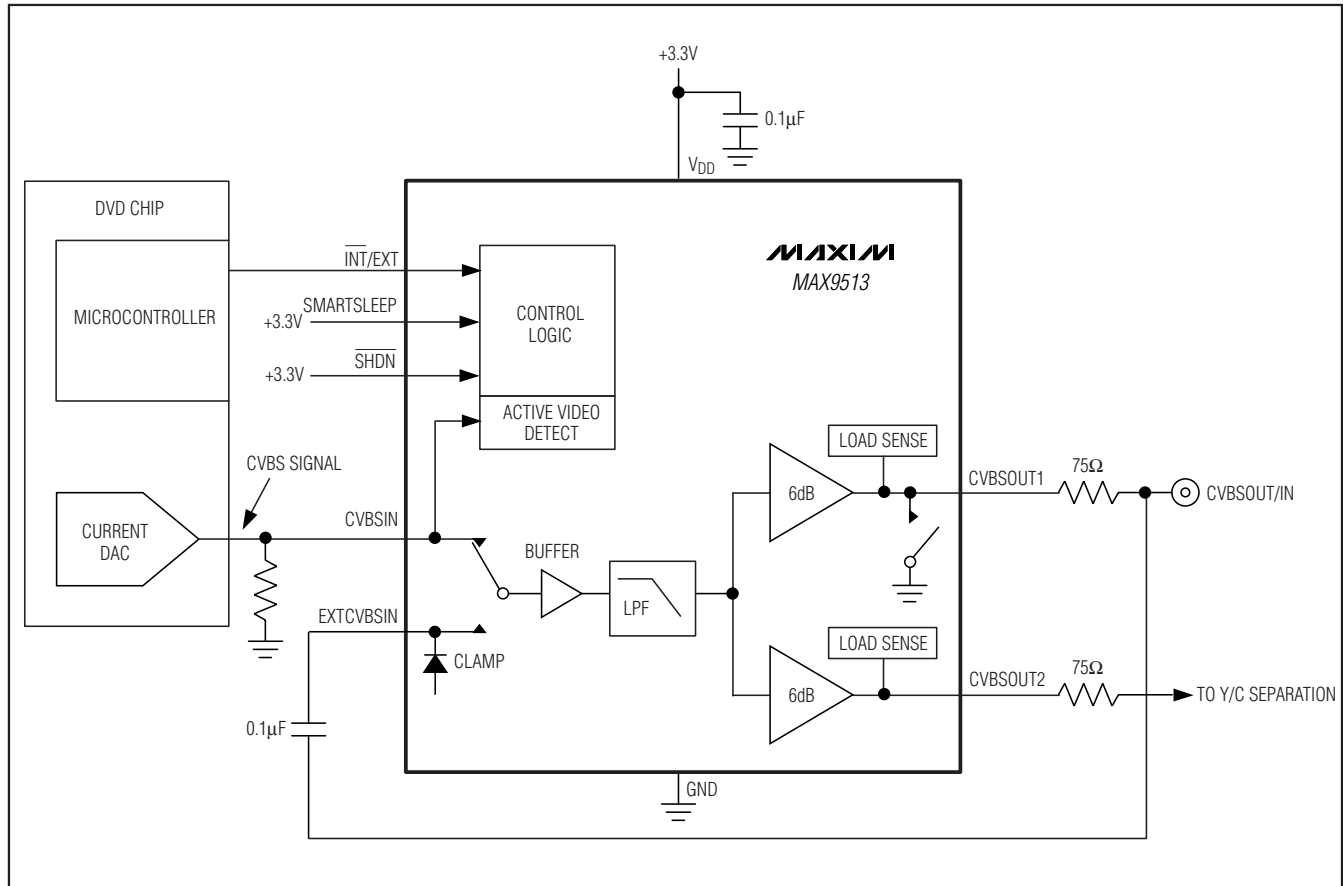 +3.3V
0.1µF
VDD
DVD CHIP
MICROCONTROLLER
INT/EXT
SMARTSLEEP
+3.3V
SHDN
+3.3V
CONTROL
LOGIC
ACTIVE VIDEO
DETECT
MAXIM
MAX9513
CVBS SIGNAL
CURRENT
DAC
CVBSIN
BUFFER
LPF
EXTCVBSIN
CLAMP
0.1µF
LOAD SENSE
6dB
CVBSOUT1
75Ω
CVBSOUT/IN
LOAD SENSE
6dB
CVBSOUT2
75Ω
TO Y/C SEPARATION
GND